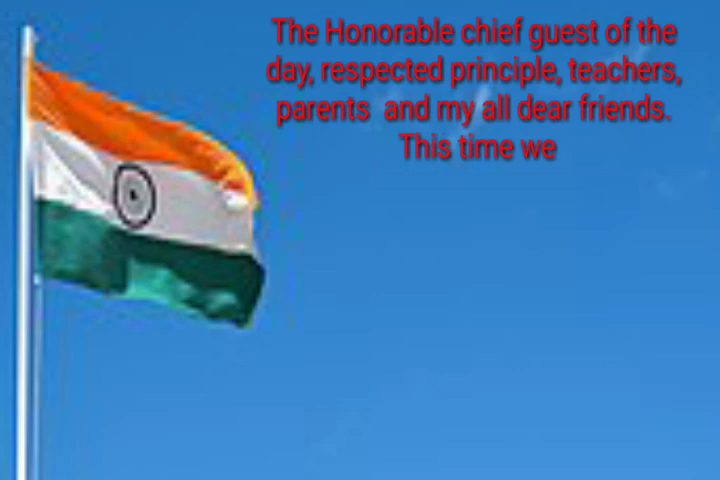 The Honorable chief guest of the
day, respected principle, teachers,
parents  and my all dear friends.
This time we